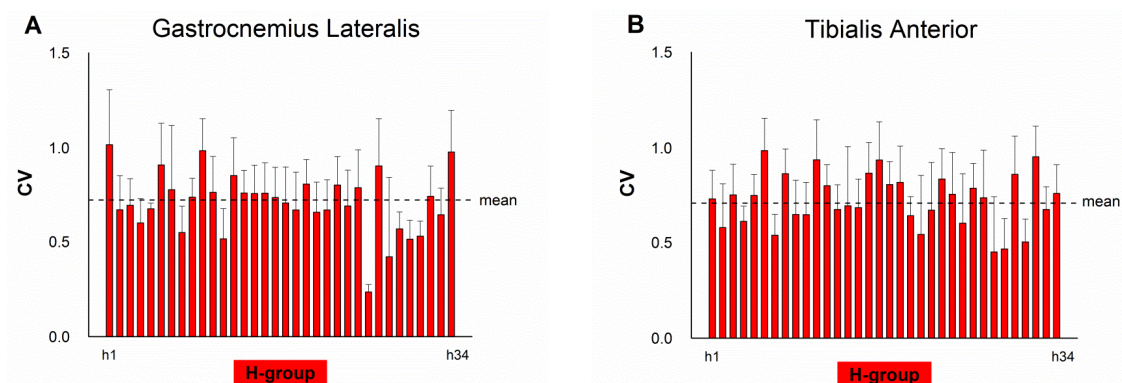 A
Gastrocnemius Lateralis
1.5
1.0
0.5
0.0
CV
mean
h1
h34
H-group
B
Tibialis Anterior
1.5
1.0
0.5
0.0
CV
mean
h1
h34
H-group